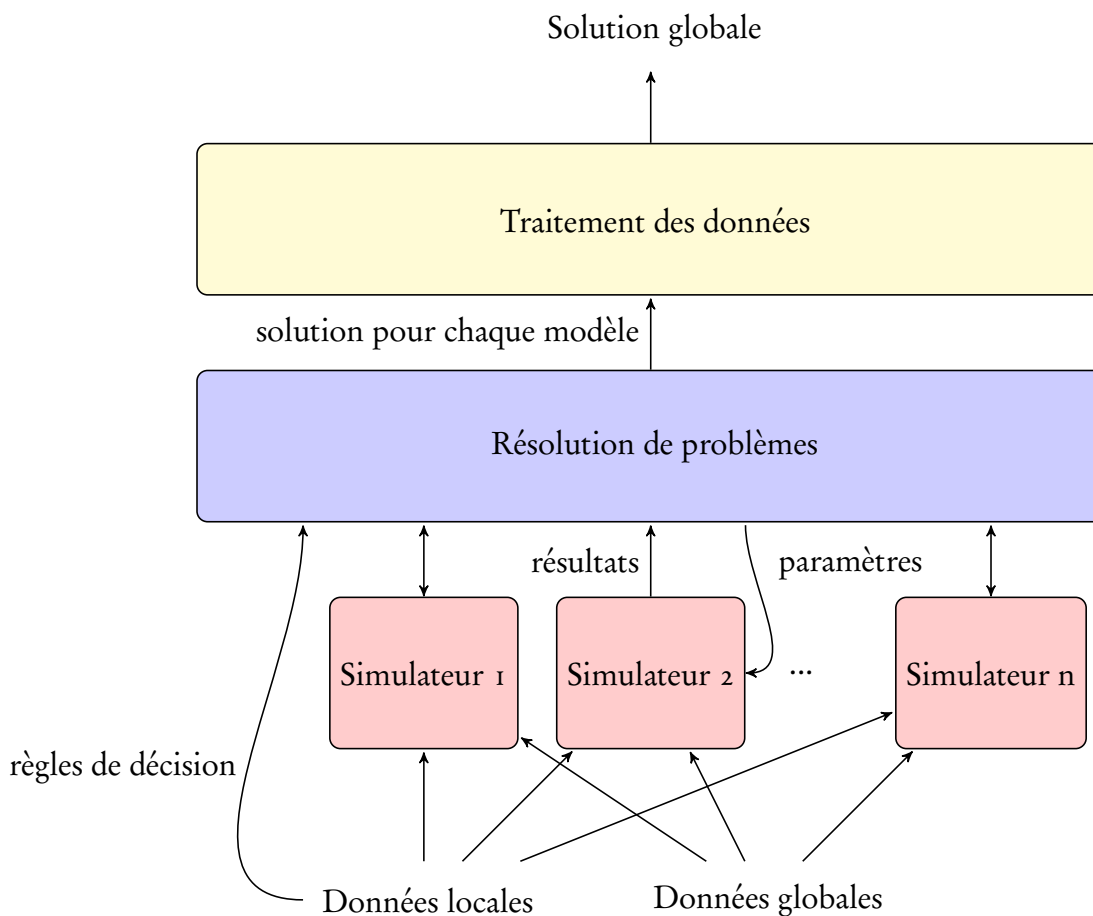 Solution globale
Traitement des données
solution pour chaque modèle
Résolution de problèmes
résultats
paramètres
Simulateur 1
Simulateur 2
...
Simulateur n
règles de décision
Données locales
Données globales